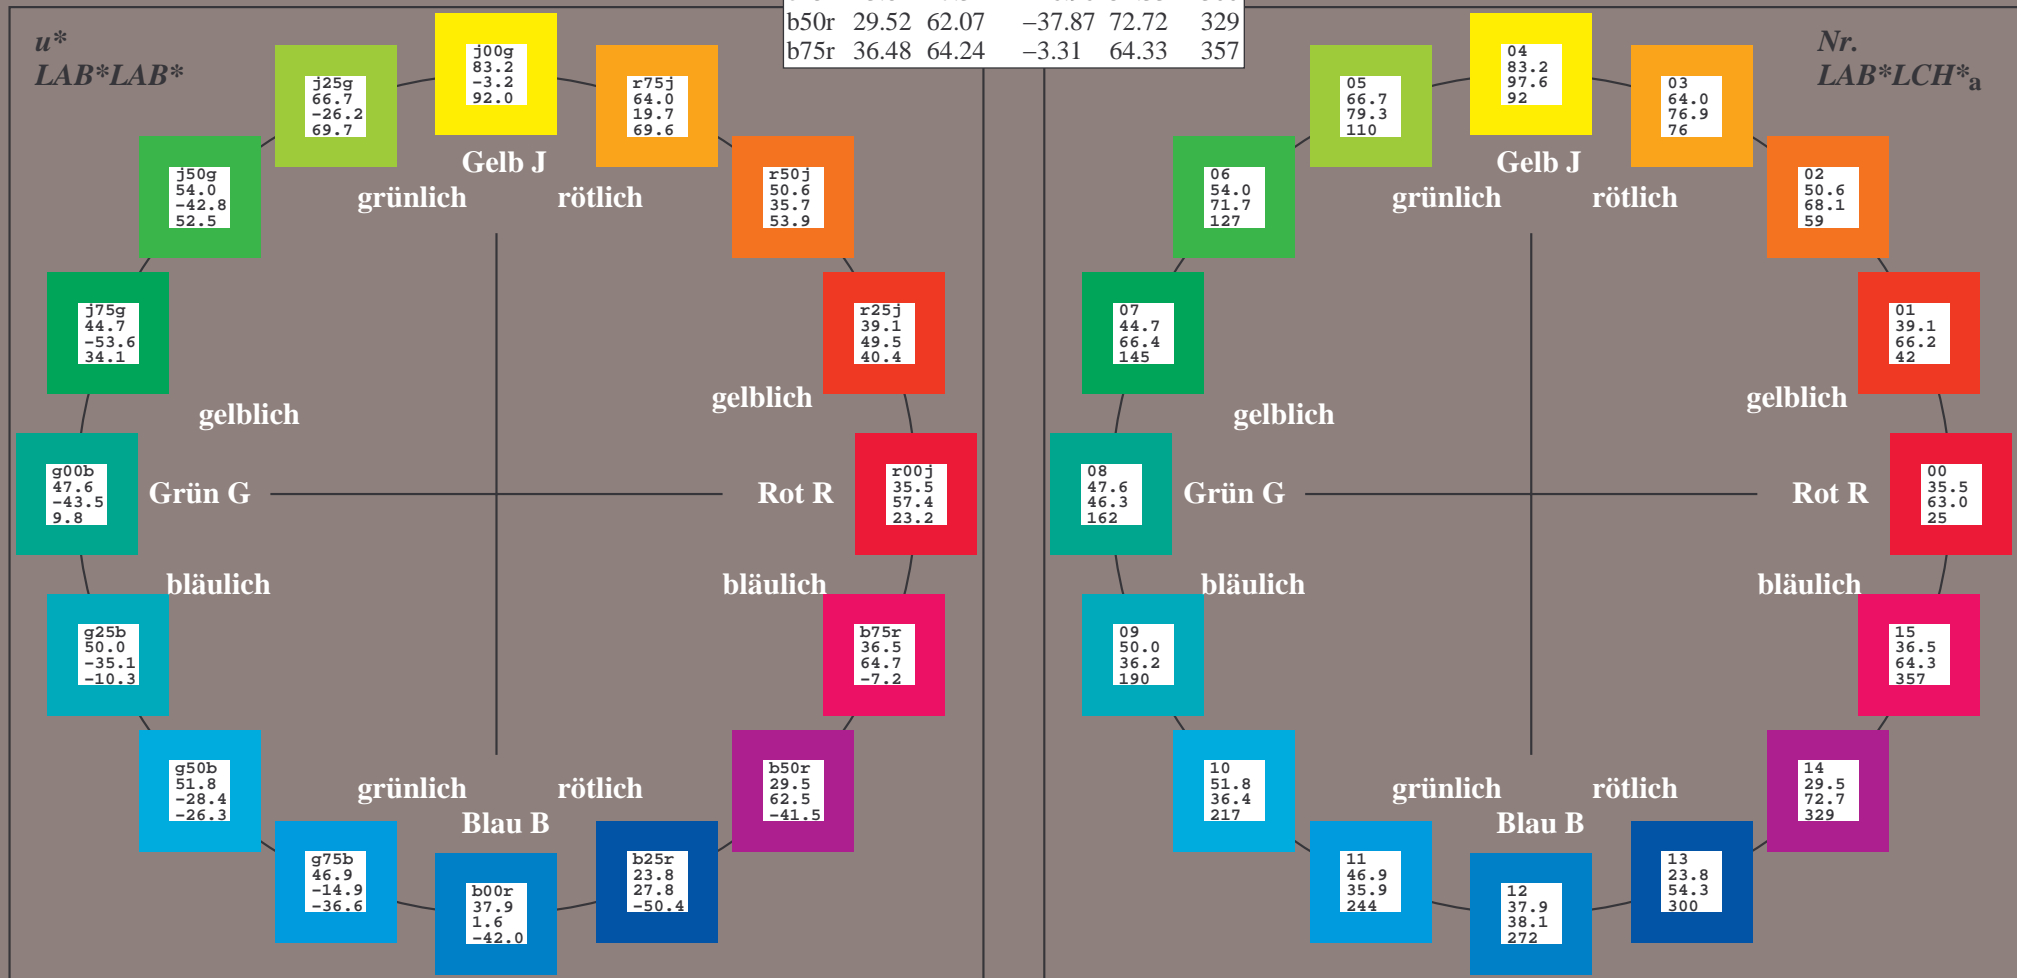 b50r 29.52 62.07 −37.87 72.72 329
b75r 36.48 64.24 −3.31 64.33 357
u*
LAB*LAB*
j00g
83.2
-3.2
92.0
j25g
66.7
-26.2
69.7
r75j
64.0
19.7
69.6
j50g
54.0
-42.8
52.5
r50j
50.6
35.7
53.9
Gelb J
grünlich rötlich
j75g
44.7
-53.6
34.1
r25j
39.1
49.5
40.4
gelblich
gelblich
g00b
47.6
-43.5
9.8
Grün G
Rot R
r00j
35.5
57.4
23.2
bläulich
bläulich
g25b
50.0
-35.1
-10.3
b75r
36.5
64.7
-7.2
g50b
51.8
-28.4
-26.3
b50r
29.5
62.5
-41.5
grünlich rötlich
Blau B
g75b
46.9
-14.9
-36.6
b00r
37.9
1.6
-42.0
b25r
23.8
27.8
-50.4
Nr.
LAB*LCH*a
04
83.2
97.6
92
05
66.7
79.3
110
03
64.0
76.9
76
06
54.0
71.7
127
02
50.6
68.1
59
Gelb J
grünlich rötlich
07
44.7
66.4
145
01
39.1
66.2
42
gelblich
gelblich
08
47.6
46.3
162
Grün G
Rot R
00
35.5
63.0
25
bläulich
bläulich
09
50.0
36.2
190
15
36.5
64.3
357
10
51.8
36.4
217
14
29.5
72.7
329
grünlich rötlich
Blau B
11
46.9
35.9
244
12
37.9
38.1
272
13
23.8
54.3
300